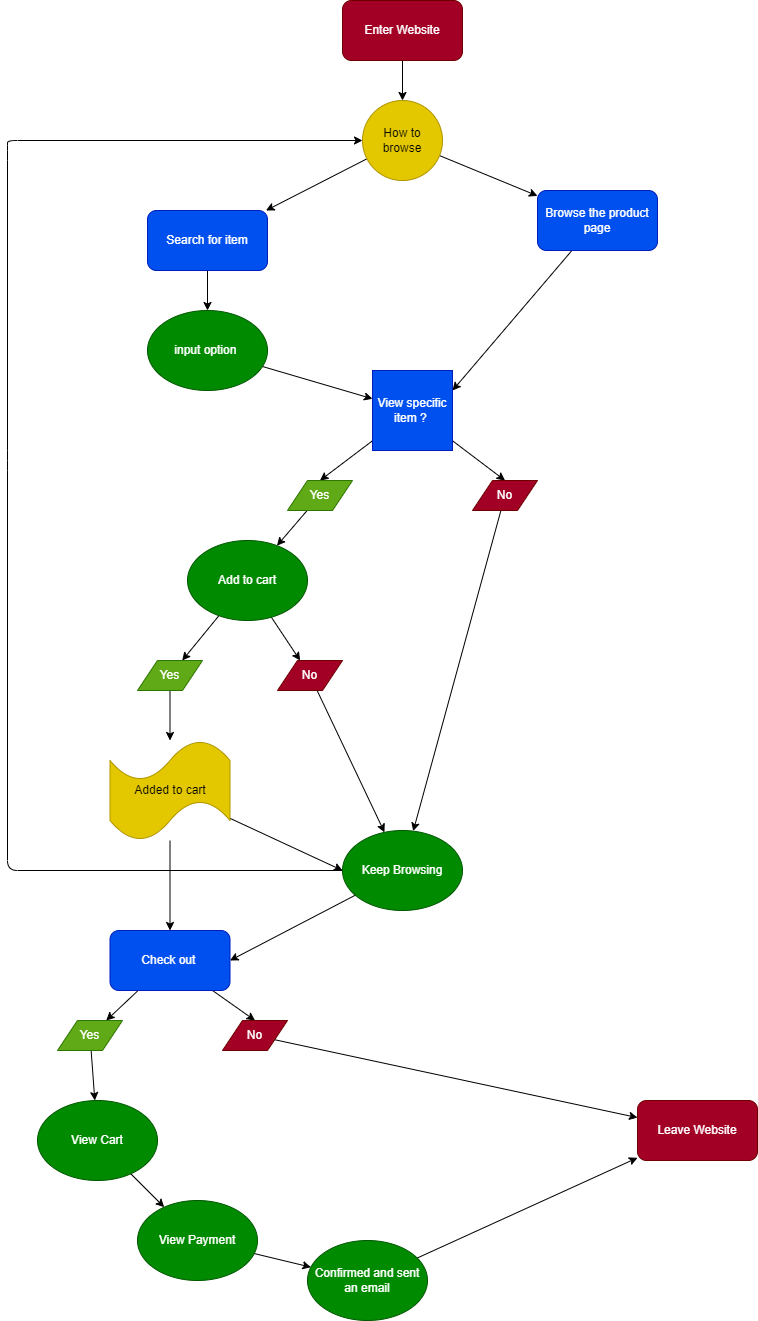 Enter Website
How to
browse
Browse the product
page
Search for item
input option
View specific
item ?
Yes
No
Add to cart
Yes
No
Added to cart
Keep Browsing
Check out
Yes
No
View Cart
Leave Website
View Payment
Confirmed and sent
an email